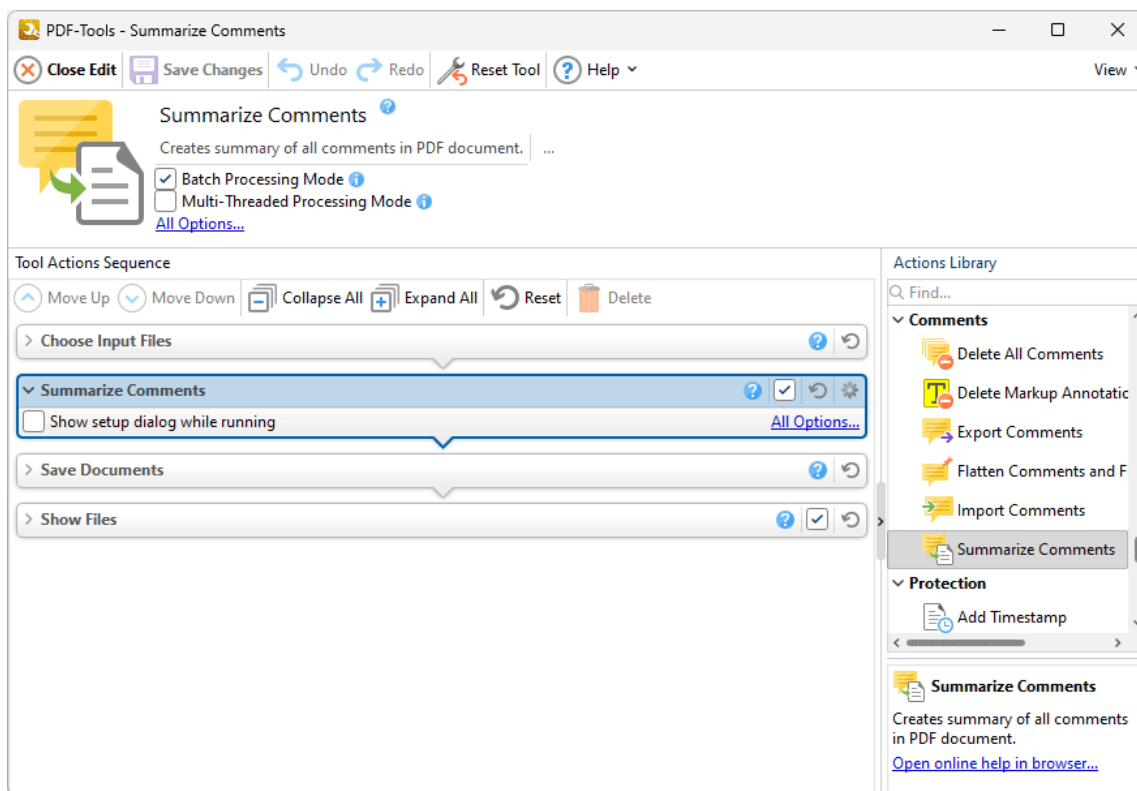 PDF-Tools - Summarize Comments
Close Edit Save Changes Undo Redo Reset Tool ? Help View
Summarize Comments ?
Creates summary of all comments in PDF document. ...
Batch Processing Mode i
Multi-Threaded Processing Mode i
All Options...
Tool Actions Sequence
Move Up Move Down Collapse All Expand All Reset Delete
Choose Input Files ?
Summarize Comments ?
Show setup dialog while running All Options...
Save Documents ?
Show Files ?
Actions Library
Find...
Comments
Delete All Comments
T Delete Markup Annotatic
Export Comments
Flatten Comments and F
Import Comments
Summarize Comments
Protection
Add Timestamp
Summarize Comments
Creates summary of all comments
in PDF document.
Open online help in browser...